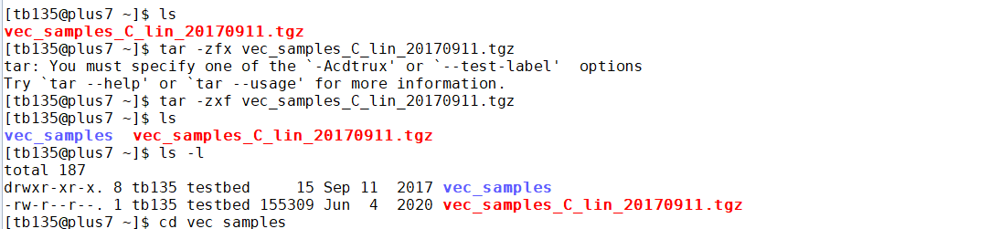 [tb135@plus7 ~]$ ls
vec_samples_C_lin_20170911.tgz
[tb135@plus7 ~]$ tar -zfx vec_samples_C_lin_20170911.tgz
tar: You must specify one of the `-Acdtrux' or `--test-label'  options
Try `tar --help' or `tar --usage' for more information.
[tb135@plus7 ~]$ tar -zxf vec_samples_C_lin_20170911.tgz
[tb135@plus7 ~]$ ls
vec_samples  vec_samples_C_lin_20170911.tgz
[tb135@plus7 ~]$ ls -l
total 187
drwxr-xr-x. 8 tb135 testbed     15 Sep 11  2017 vec_samples
-rw-r--r--. 1 tb135 testbed 155309 Jun  4  2020 vec_samples_C_lin_20170911.tgz
[tb135@plus7 ~]$ cd vec_samples